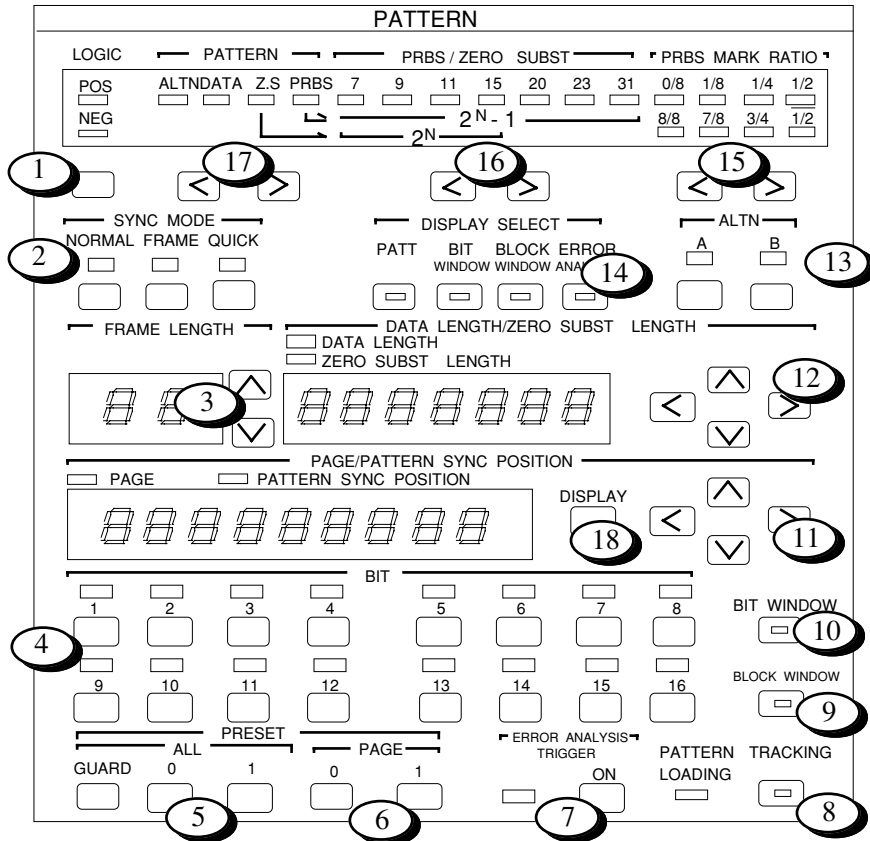 PATTERN
LOGIC PATTERN PRBS / ZERO SUBST PRBS MARK RATIO
POS ALTN DATA Z.S PRBS 7 9 11 15 20 23 31 0/8 1/8 1/4 1/2
NEG 2N - 1 8/8 7/8 3/4 1/2
2N
1 17 16 15
SYNC MODE DISPLAY SELECT ALTN
2 NORMAL FRAME QUICK PATT BIT WINDOW BLOCK WINDOW ERROR A B 13
14
FRAME LENGTH DATA LENGTH/ZERO SUBST LENGTH
DATA LENGTH
ZERO SUBST LENGTH
3 12
PAGE/PATTERN SYNC POSITION
PAGE PATTERN SYNC POSITION
DISPLAY
18 11
BIT
1 2 3 4 5 6 7 8 BIT WINDOW
4 10
9 10 11 12 13 14 15 16 BLOCK WINDOW
9
PRESET ERROR ANALYSIS
ALL PAGE TRIGGER PATTERN TRACKING
GUARD 0 1 0 1 ON LOADING
5 6 7 8